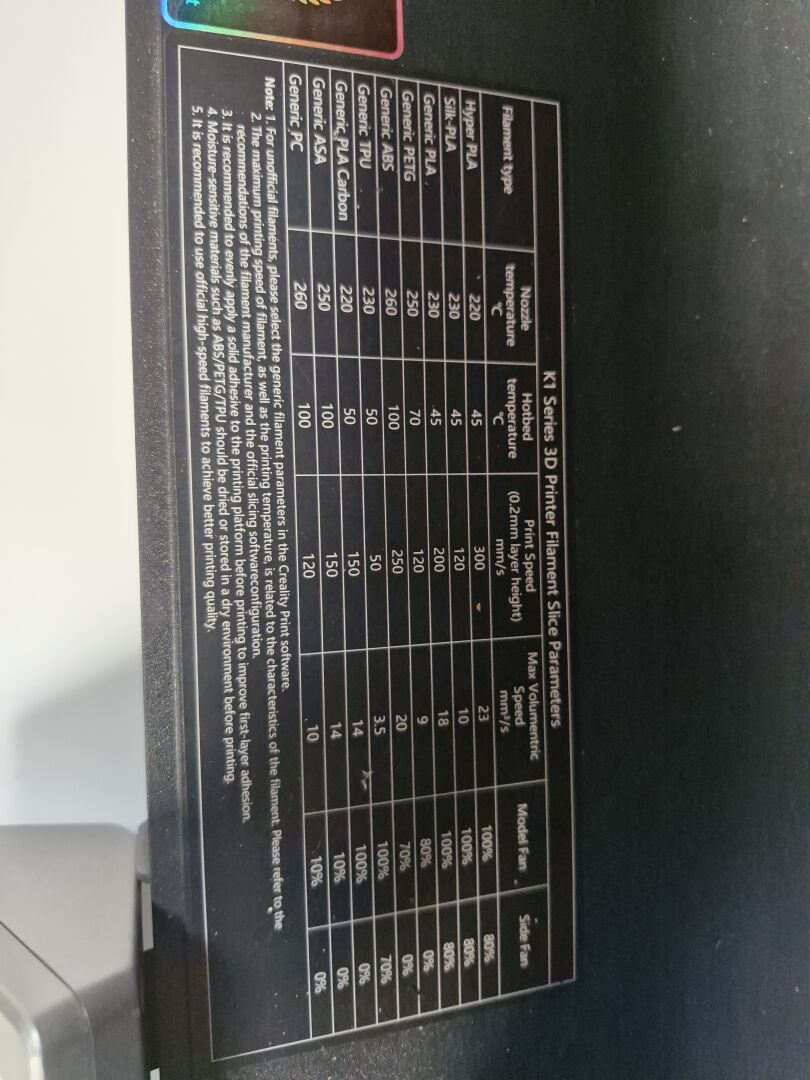 K1 Series 3D Printer Filament Slice Parameters
Filament type Nozzle temperature °C Hotbed temperature °C Print Speed (0.2mm layer height) mm/s Max Volumentric Speed mm³/s Model Fan Side Fan
Hyper PLA 220 45 300 23 100% 80%
Silk-PLA 230 45 120 10 100% 80%
Generic PLA 230 45 200 18 100% 80%
Generic PETG 250 70 120 9 80% 0%
Generic ABS 260 100 250 20 70% 0%
Generic TPU 230 50 50 3.5 100% 70%
Generic PLA Carbon 220 50 150 14 100% 0%
Generic ASA 250 100 150 14 10% 0%
Generic PC 260 100 120 10 10% 0%
Note: 1. For unofficial filaments, please select the generic filament parameters in the Creality Print software.
2. The maximum printing speed of filament, as well as the printing temperature, is related to the characteristics of the filament. Please refer to the
recommendations of the filament manufacturer and the official slicing softwareconfiguration.
3. It is recommended to evenly apply a solid adhesive to the printing platform before printing to improve first-layer adhesion.
4. Moisture-sensitive materials such as ABS/PETG/TPU should be dried or stored in a dry environment before printing.
5. It is recommended to use official high-speed filaments to achieve better printing quality.